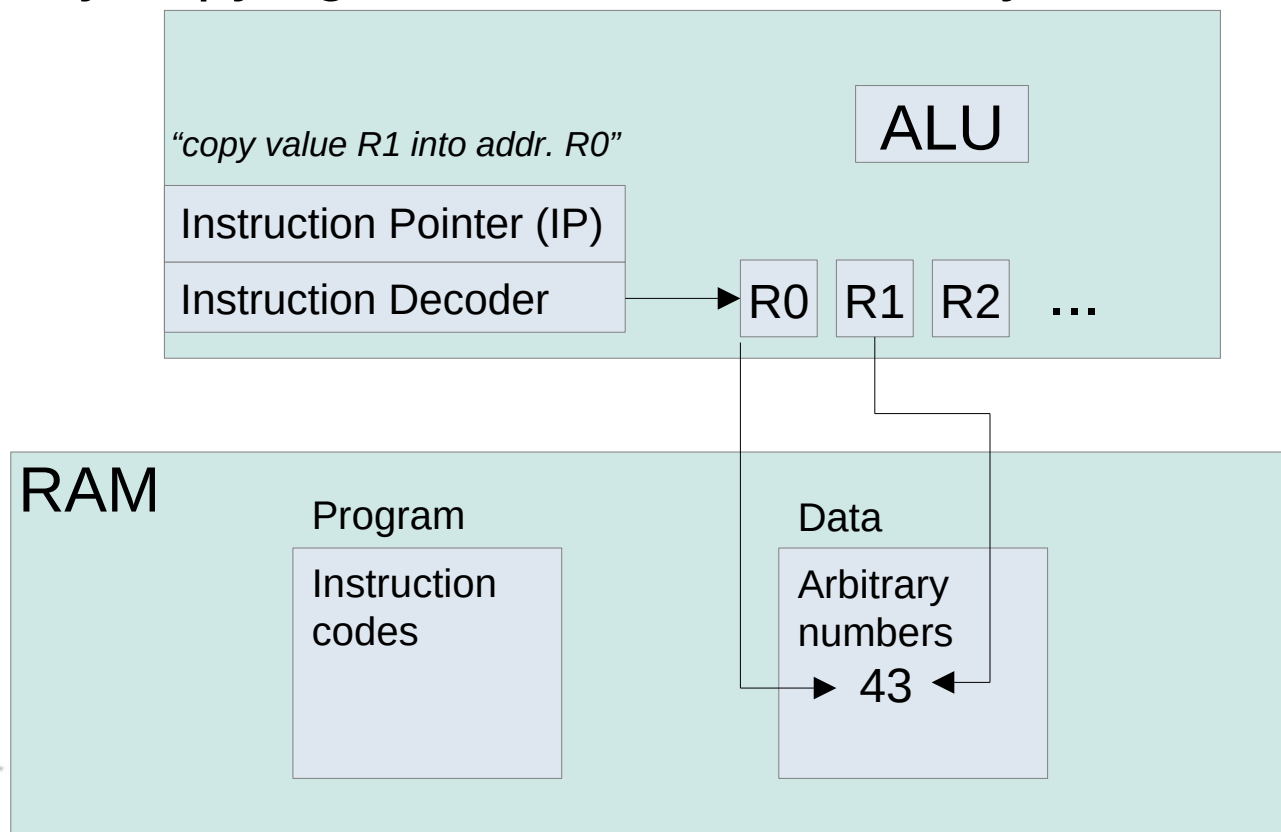 “copy value R1 into addr. R0”
ALU
Instruction Pointer (IP)
Instruction Decoder
R0 R1 R2 ...
RAM
Program
Data
Instruction
codes
Arbitrary
numbers
43